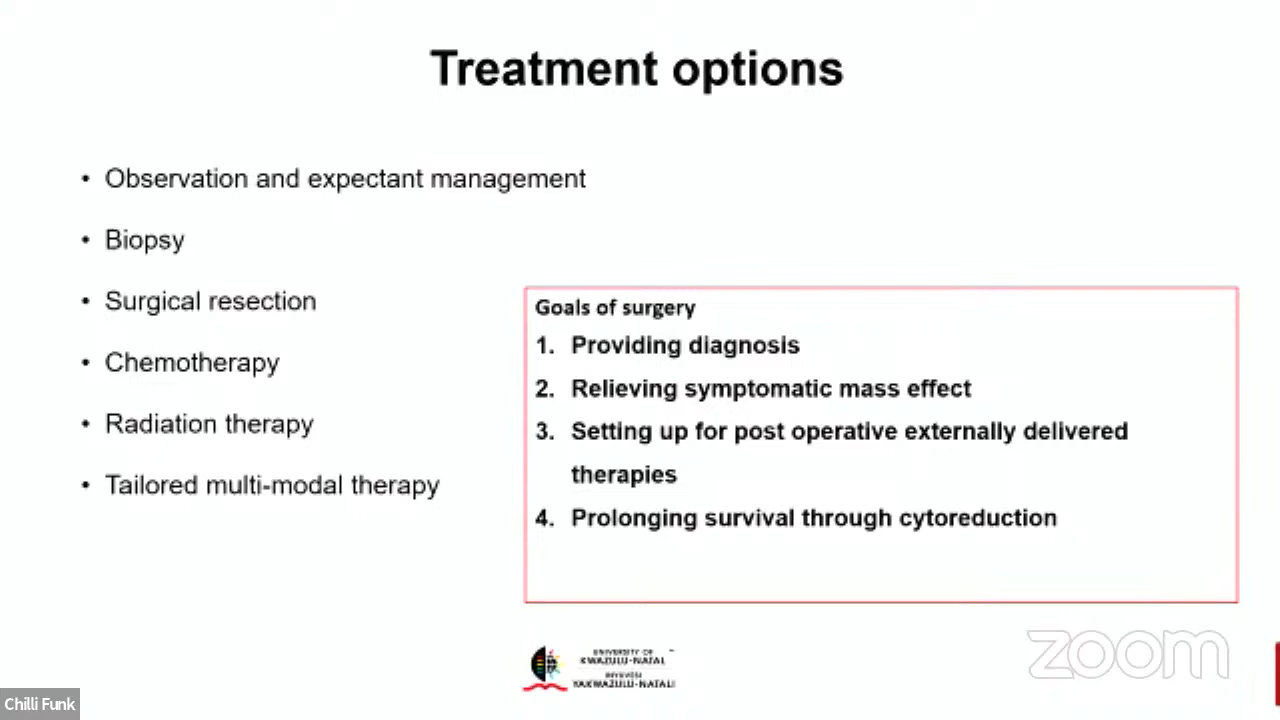 Treatment options
• Observation and expectant management
• Biopsy
• Surgical resection
• Chemotherapy
• Radiation therapy
• Tailored multi-modal therapy
Goals of surgery
1. Providing diagnosis
2. Relieving symptomatic mass effect
3. Setting up for post operative externally delivered
therapies
4. Prolonging survival through cytoreduction
UNIVERSITY OF
KWAZULU-NATAL
INYUVESI
YAKWAZULU-NATALI
zoom
Chilli Funk